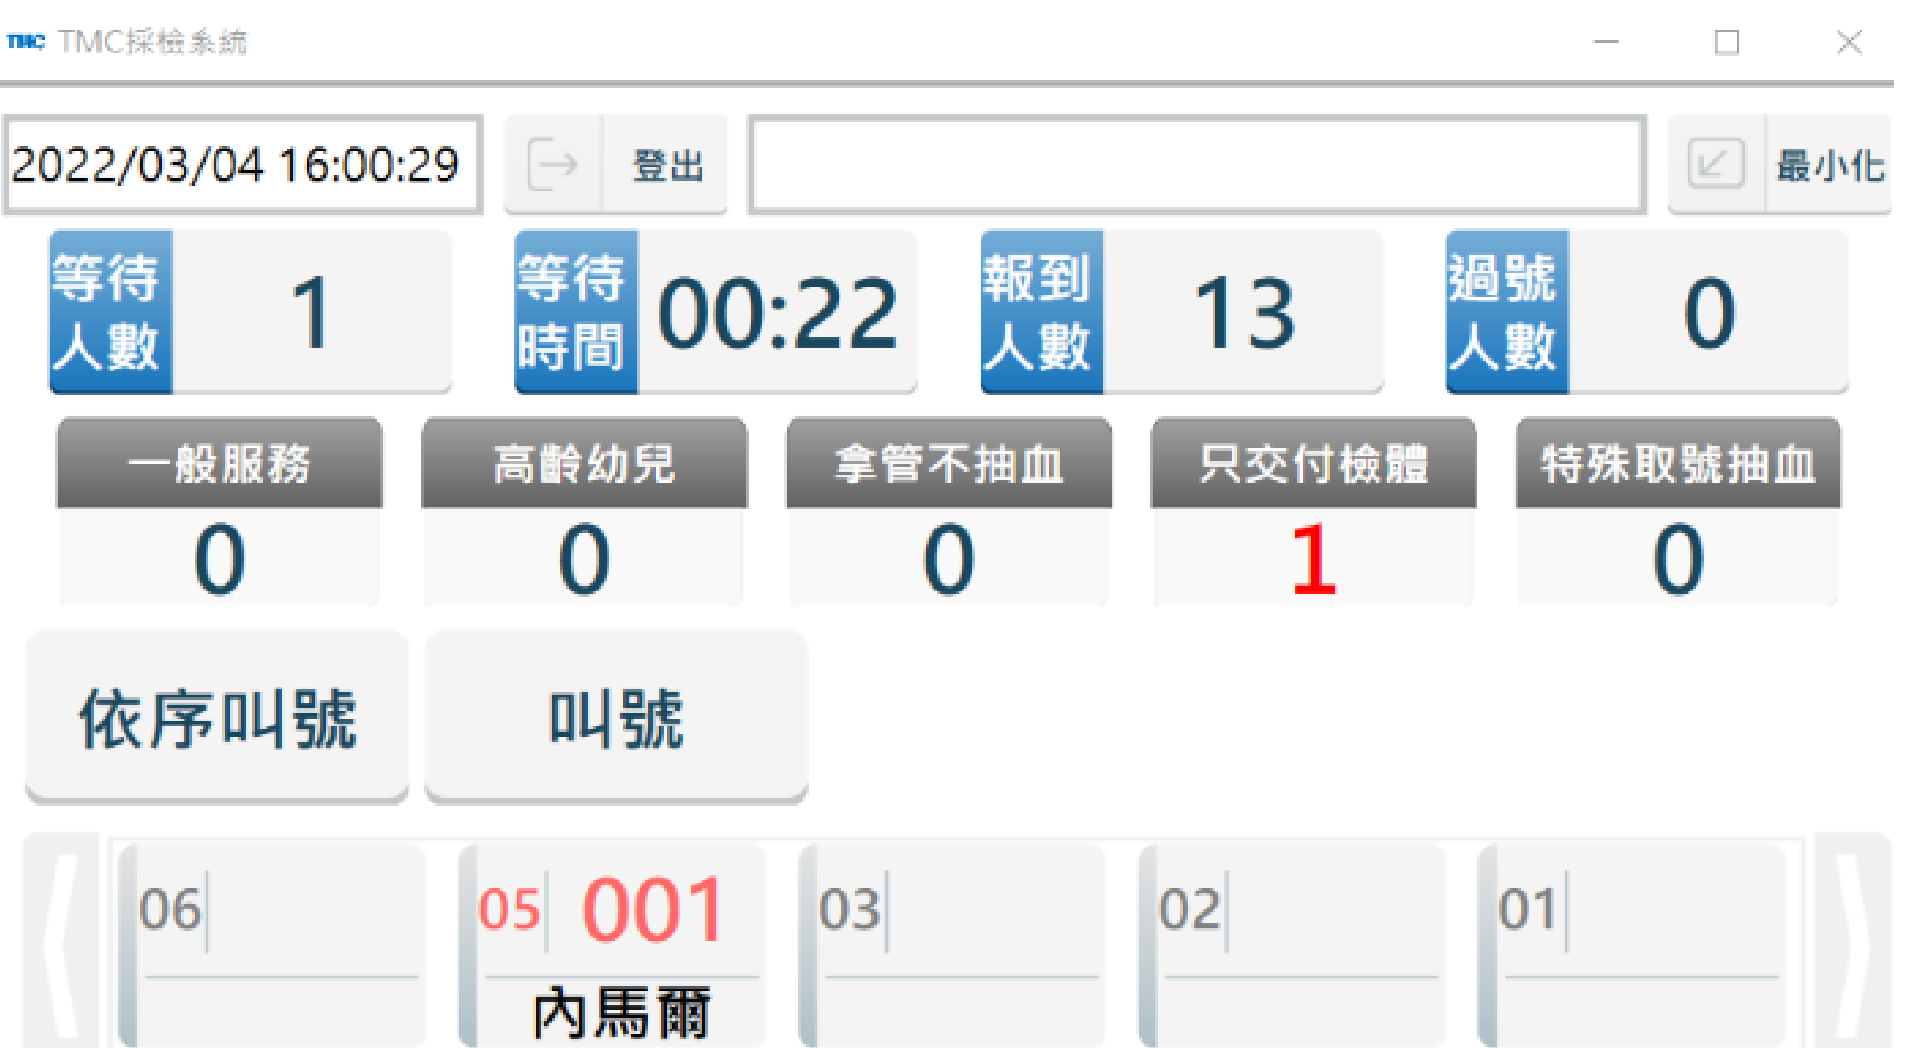 TMC TMC採檢系統
2022/03/04 16:00:29 登出 最小化
等待人數 1 等待時間 00:22 報到人數 13 過號人數 0
一般服務 高齡幼兒 拿管不抽血 只交付檢體 特殊取號抽血
0 0 0 1 0
依序叫號 叫號
06 05 001 03 02 01
內馬爾